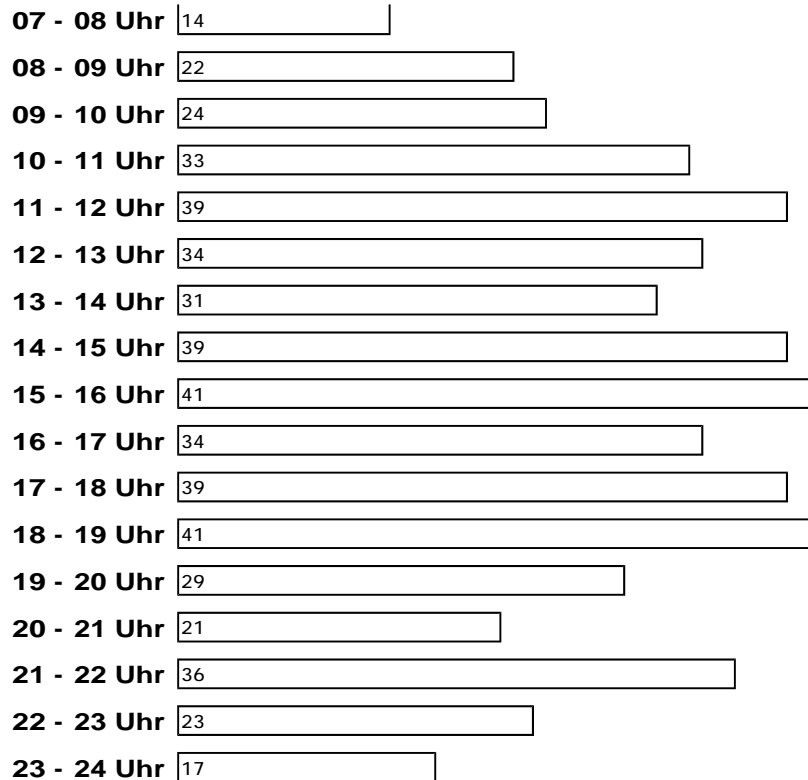 07 - 08 Uhr 14
08 - 09 Uhr 22
09 - 10 Uhr 24
10 - 11 Uhr 33
11 - 12 Uhr 39
12 - 13 Uhr 34
13 - 14 Uhr 31
14 - 15 Uhr 39
15 - 16 Uhr 41
16 - 17 Uhr 34
17 - 18 Uhr 39
18 - 19 Uhr 41
19 - 20 Uhr 29
20 - 21 Uhr 21
21 - 22 Uhr 36
22 - 23 Uhr 23
23 - 24 Uhr 17